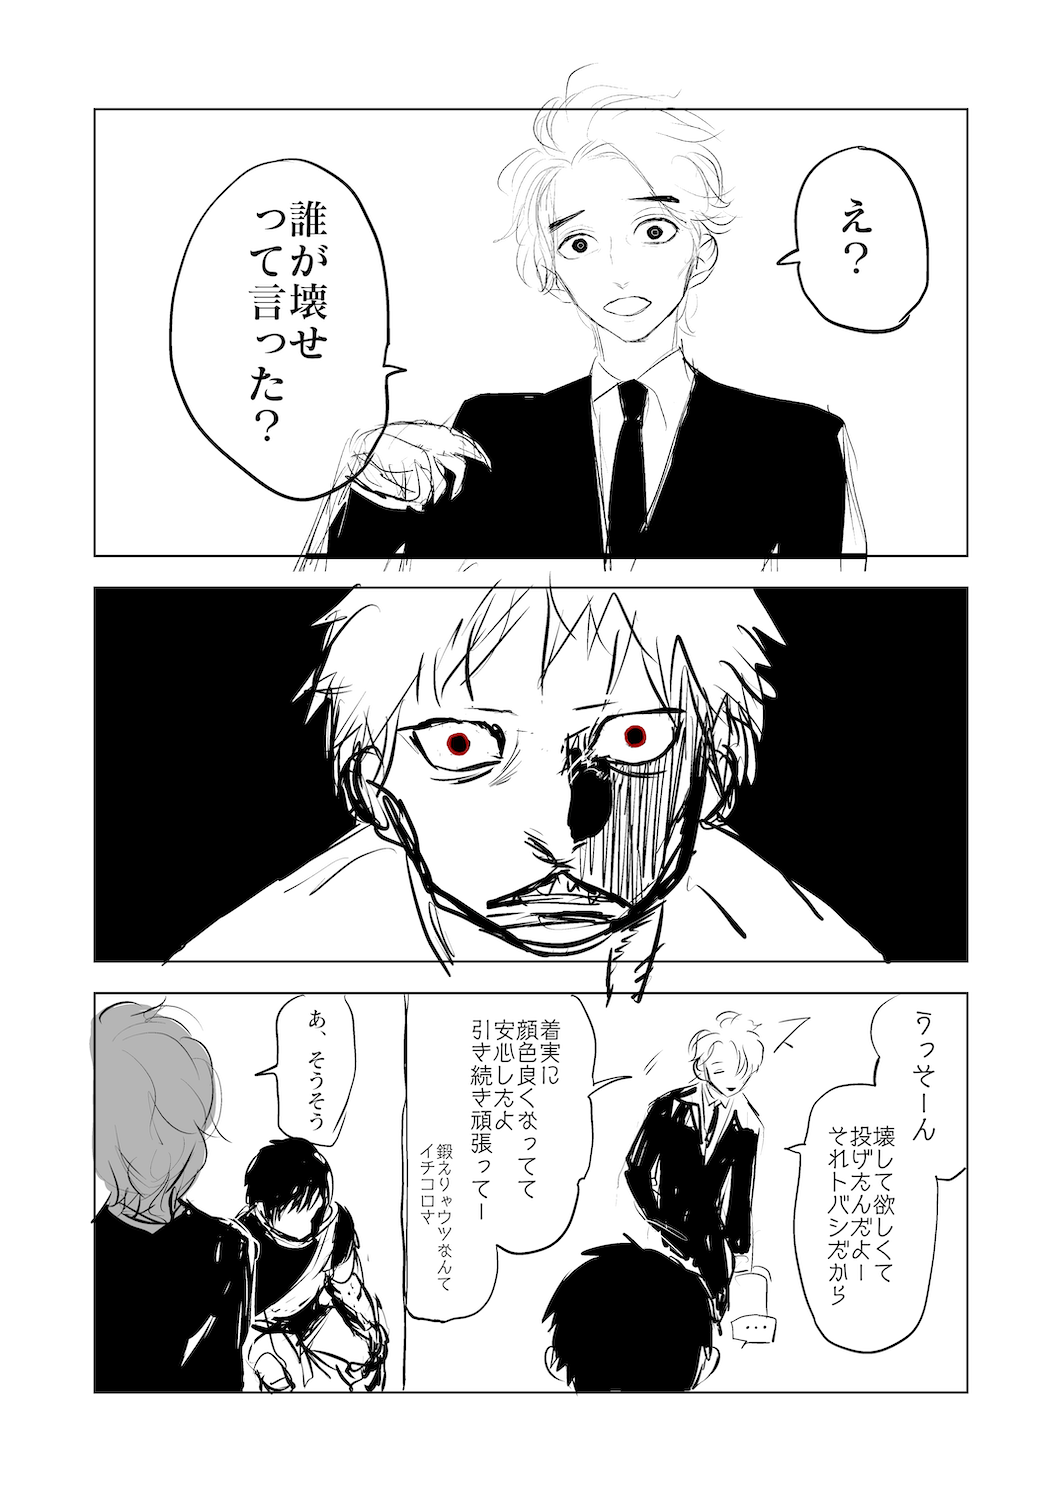 え？
誰が壊せ
って言った？
うっそーん
壊して欲しくて
投げたんだよー
それトバシだから
…
着実に
顔色良くなってて
安心したよ
引き続き頑張ってー
鍛えりゃウツなんて
イチコロマ
あ、そうそう